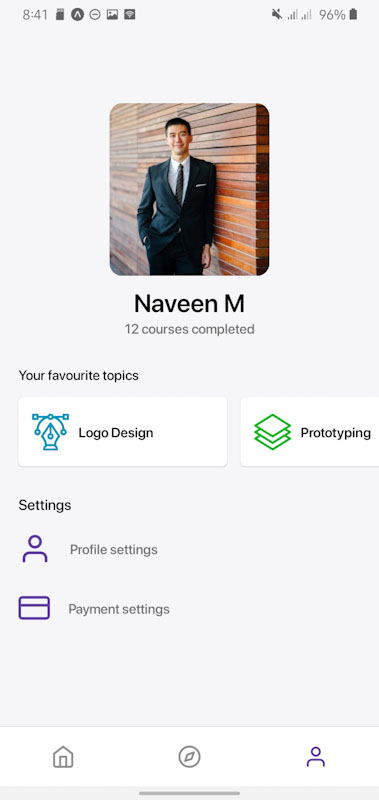 8:41 96%
Naveen M
12 courses completed
Your favourite topics
Logo Design Prototyping
Settings
Profile settings
Payment settings